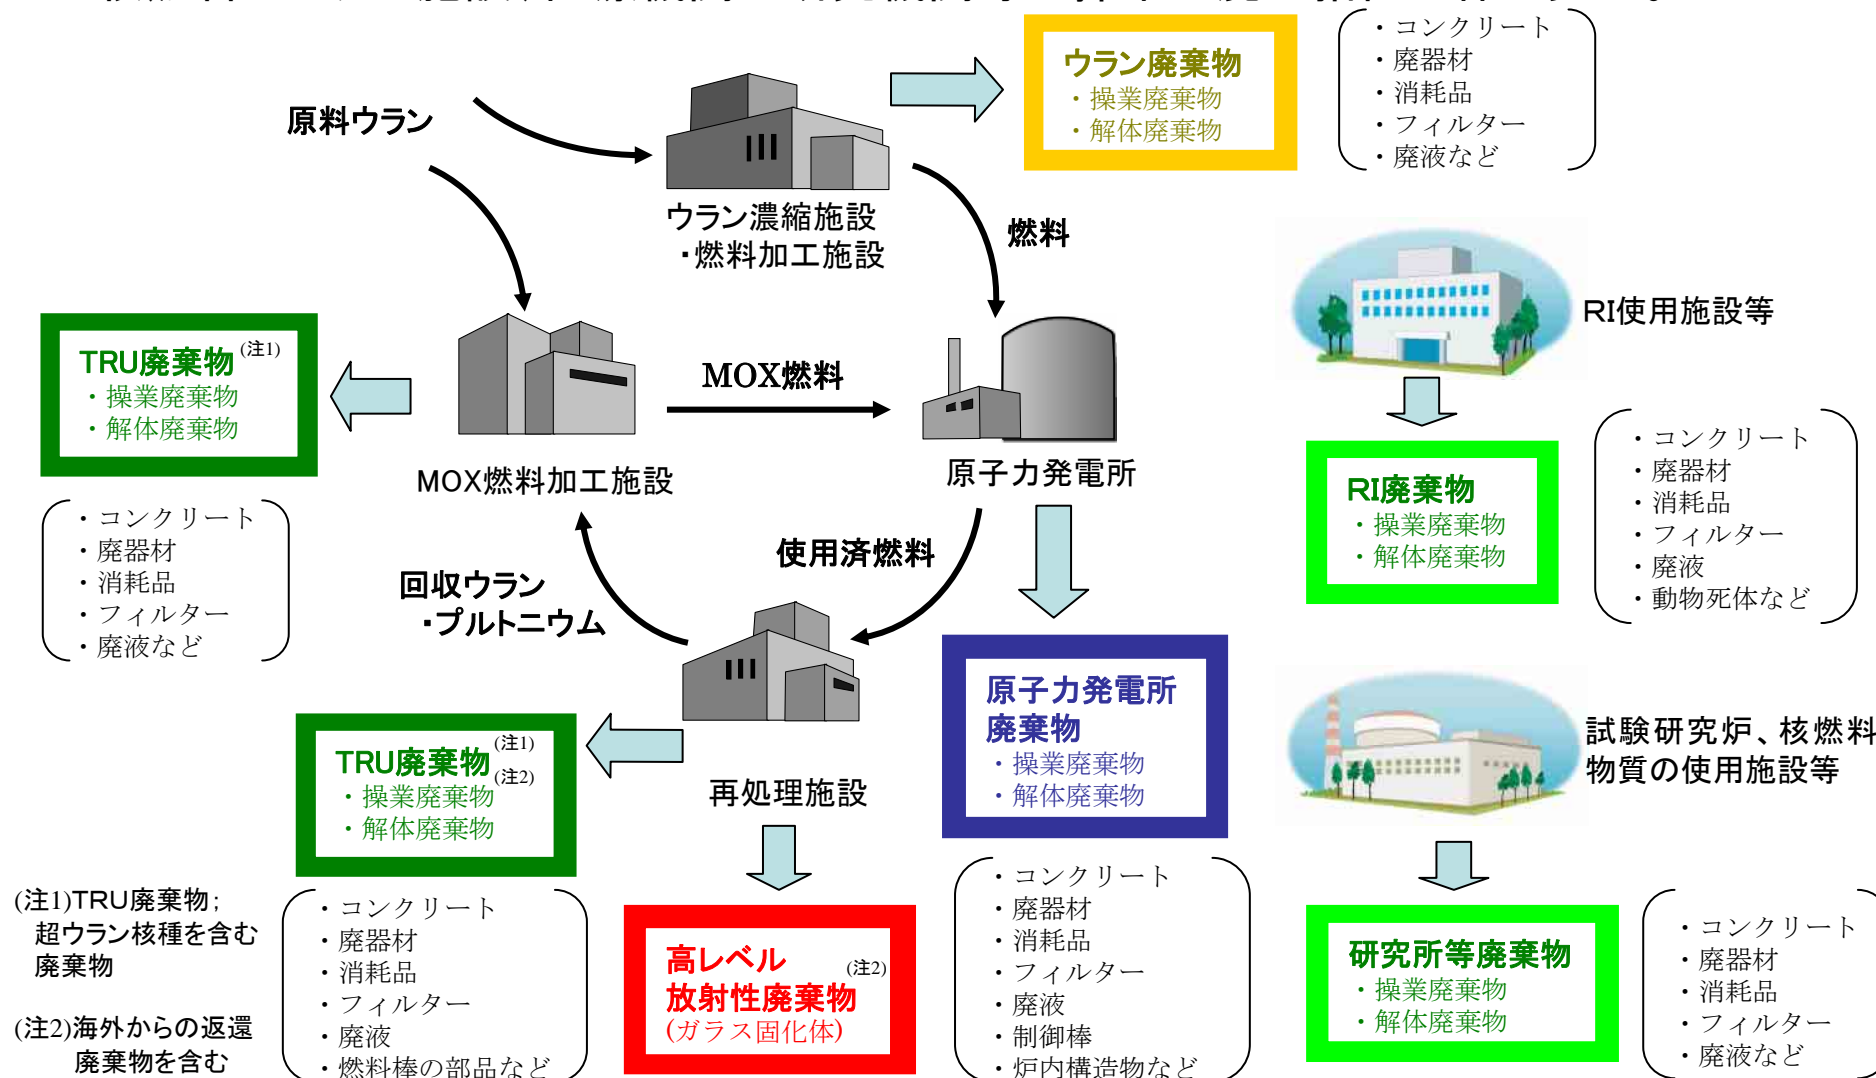 原料ウラン
ウラン濃縮施設
・燃料加工施設
ウラン廃棄物
・操業廃棄物
・解体廃棄物
・コンクリート
・廃器材
・消耗品
・フィルター
・廃液など
燃料
RI使用施設等
TRU廃棄物(注1)
・操業廃棄物
・解体廃棄物
MOX燃料
MOX燃料加工施設
原子力発電所
・コンクリート
・廃器材
・消耗品
・フィルター
・廃液など
RI廃棄物
・操業廃棄物
・解体廃棄物
・コンクリート
・廃器材
・消耗品
・フィルター
・廃液
・動物死体など
使用済燃料
回収ウラン
・プルトニウム
原子力発電所
廃棄物
・操業廃棄物
・解体廃棄物
試験研究炉、核燃料
物質の使用施設等
TRU廃棄物(注1)
(注2)
・操業廃棄物
・解体廃棄物
再処理施設
(注1)TRU廃棄物;
超ウラン核種を含む
廃棄物
(注2)海外からの返還
廃棄物を含む
・コンクリート
・廃器材
・消耗品
・フィルター
・廃液
・燃料棒の部品など
高レベル
放射性廃棄物(注2)
(ガラス固化体)
・コンクリート
・廃器材
・消耗品
・フィルター
・廃液
・制御棒
・炉内構造物など
研究所等廃棄物
・操業廃棄物
・解体廃棄物
・コンクリート
・廃器材
・消耗品
・フィルター
・廃液など